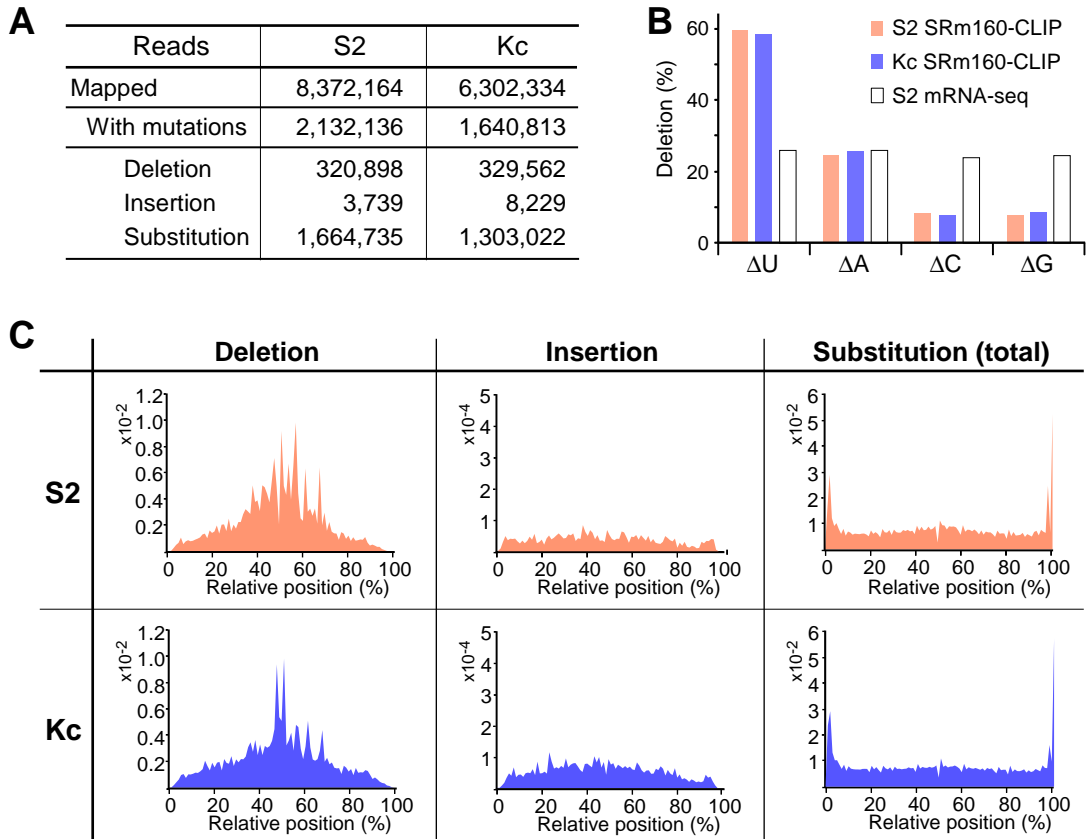 A
Reads S2 Kc
Mapped 8,372,164 6,302,334
With mutations 2,132,136 1,640,813
Deletion 320,898 329,562
Insertion 3,739 8,229
Substitution 1,664,735 1,303,022
B
Deletion (%)
60
40
20
0
ΔU ΔA ΔC ΔG
S2 SRm160-CLIP
Kc SRm160-CLIP
S2 mRNA-seq
C
Deletion Insertion Substitution (total)
S2
x10-2
1.2
1.0
0.8
0.6
0.4
0.2
0 20 40 60 80 100
Relative position (%)
x10-4
5
4
3
2
1
0 20 40 60 80 100
Relative position (%)
x10-2
6
5
4
3
2
1
0 20 40 60 80 100
Relative position (%)
Kc
x10-2
1.2
1.0
0.8
0.6
0.4
0.2
0 20 40 60 80 100
Relative position (%)
x10-4
5
4
3
2
1
0 20 40 60 80 100
Relative position (%)
x10-2
6
5
4
3
2
1
0 20 40 60 80 100
Relative position (%)